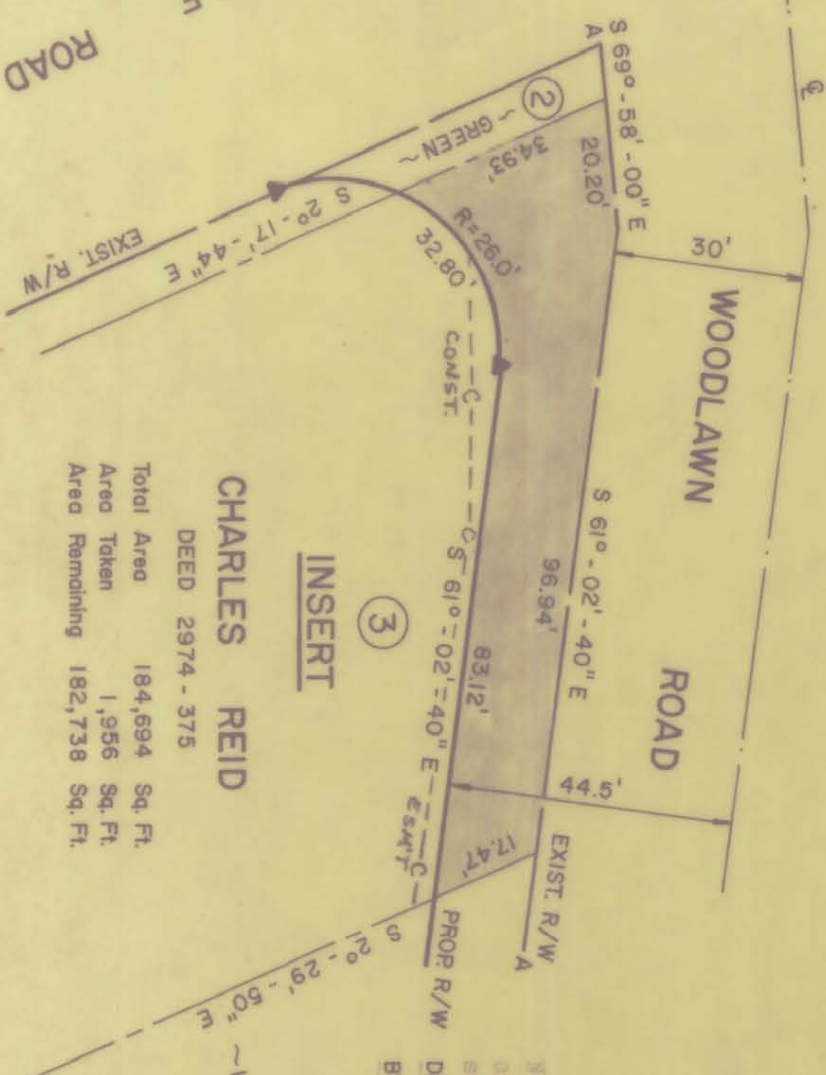 ℄
ROAD
S 69°-58'-00" E
A
20.20'
30'
WOODLAWN
ROAD
②
~ GREEN ~
34.93'
S 2°-17'-44" E
EXIST. R/W
R=26.0'
32.80'
S 61°-02'-40" E
96.94'
44.5'
EXIST. R/W
A
C
CONST.
C
S 61°-02'-40" E
83.12'
C
ESM'T
17.47'
PROP. R/W
S 2°-29'-50" E
③
INSERT
CHARLES REID
DEED 2974 - 375
Total Area 184,694 Sq. Ft.
Area Taken 1,956 Sq. Ft.
Area Remaining 182,738 Sq. Ft.